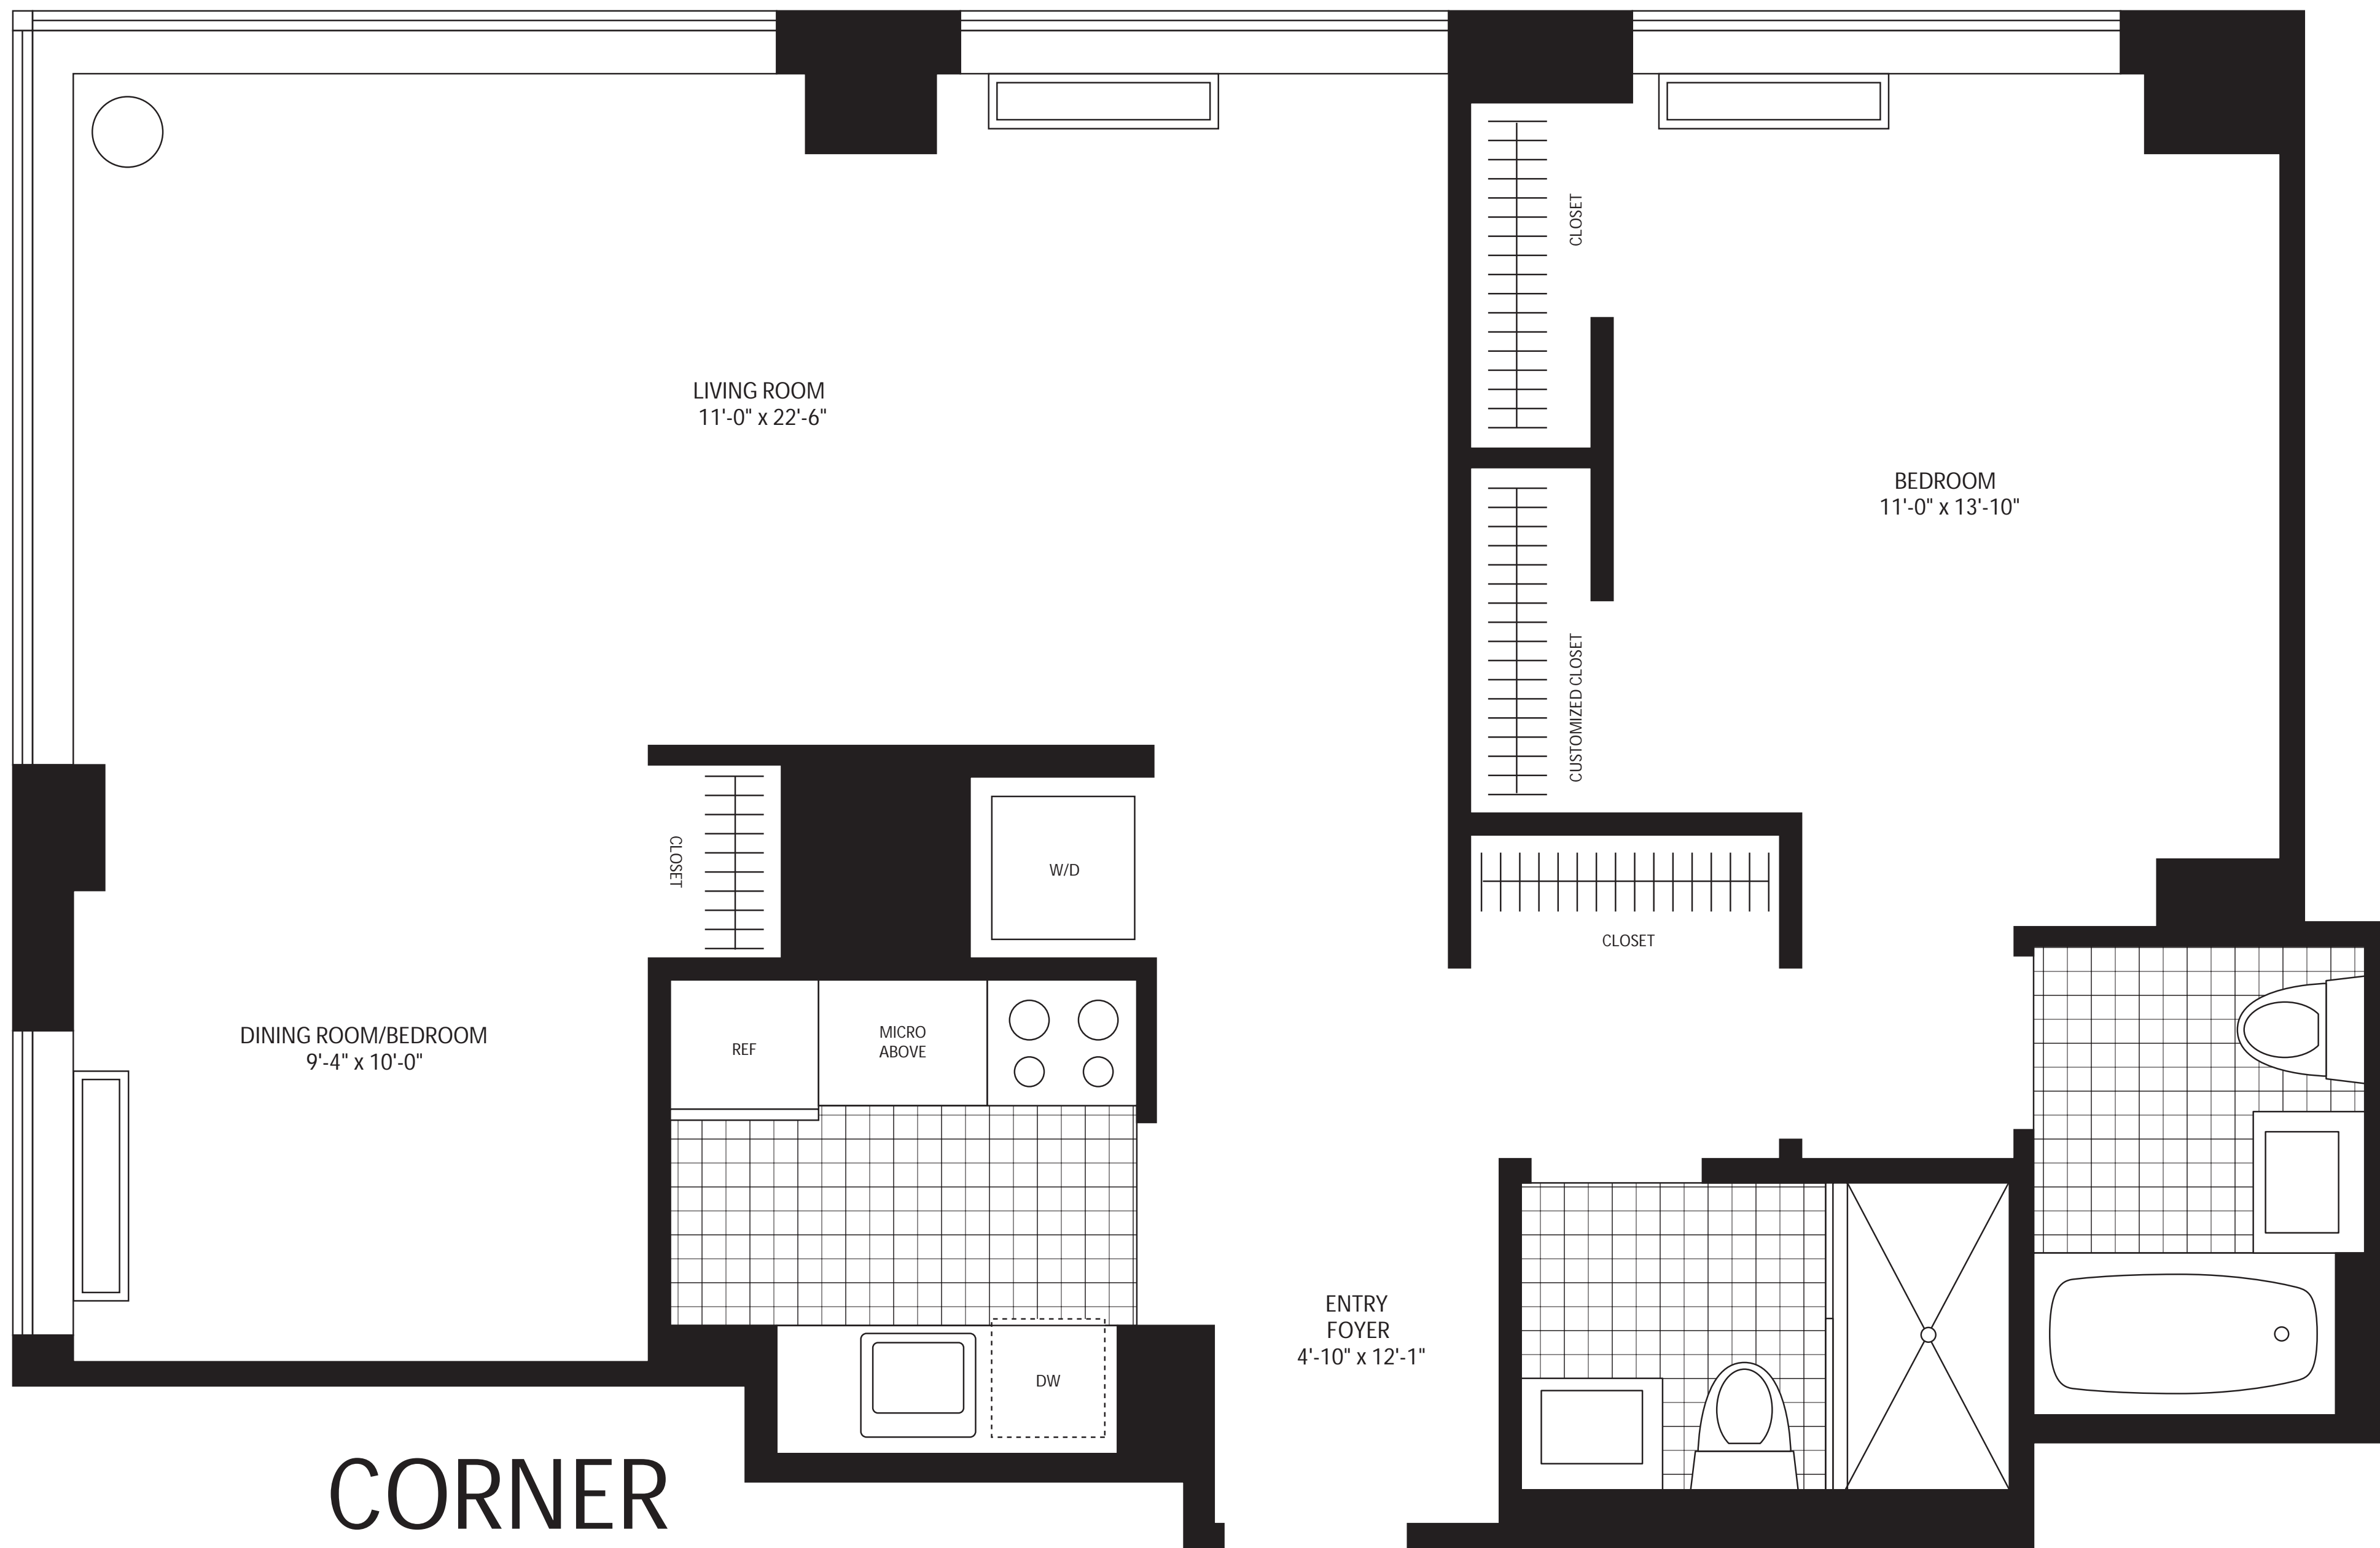 CLOSET
LIVING ROOM
11'-0" x 22'-6"
BEDROOM
11'-0" x 13'-10"
CUSTOMIZED CLOSET
CLOSET
W/D
CLOSET
DINING ROOM/BEDROOM
9'-4" x 10'-0"
REF
MICRO
ABOVE
ENTRY
FOYER
4'-10" x 12'-1"
DW
CORNER